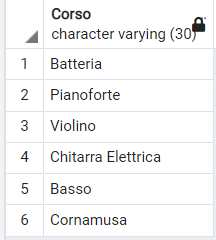 Corso
character varying (30)
1 Batteria
2 Pianoforte
3 Violino
4 Chitarra Elettrica
5 Basso
6 Cornamusa